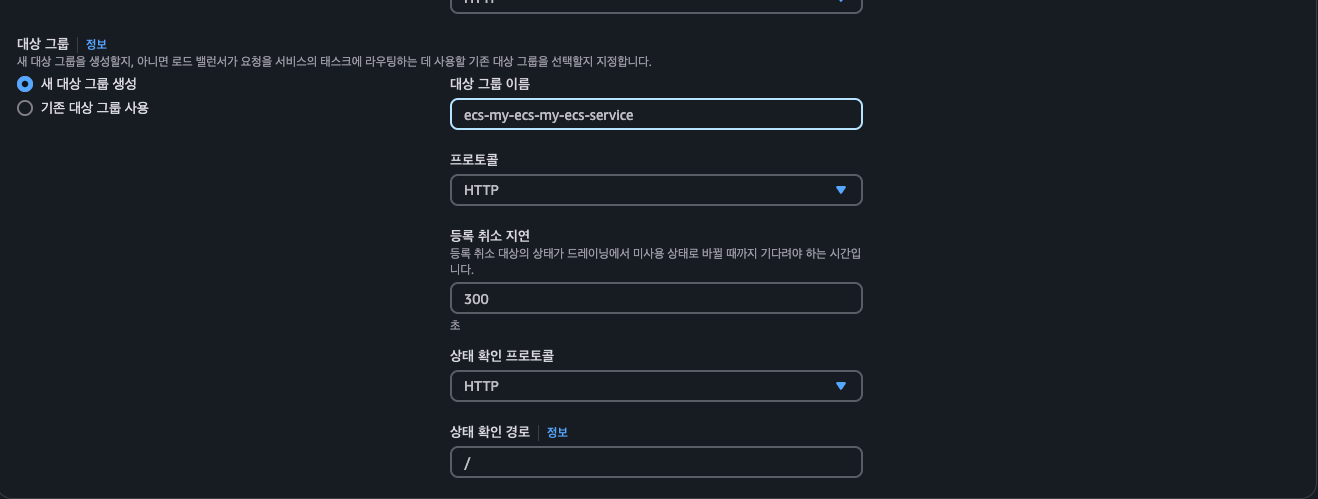 HTTP
대상 그룹 정보
새 대상 그룹을 생성할지, 아니면 로드 밸런서가 요청을 서비스의 태스크에 라우팅하는 데 사용할 기존 대상 그룹을 선택할지 지정합니다.
새 대상 그룹 생성
기존 대상 그룹 사용
대상 그룹 이름
ecs-my-ecs-my-ecs-service
프로토콜
HTTP
등록 취소 지연
등록 취소 대상의 상태가 드레이닝에서 미사용 상태로 바뀔 때까지 기다려야 하는 시간입
니다.
300
초
상태 확인 프로토콜
HTTP
상태 확인 경로 정보
/